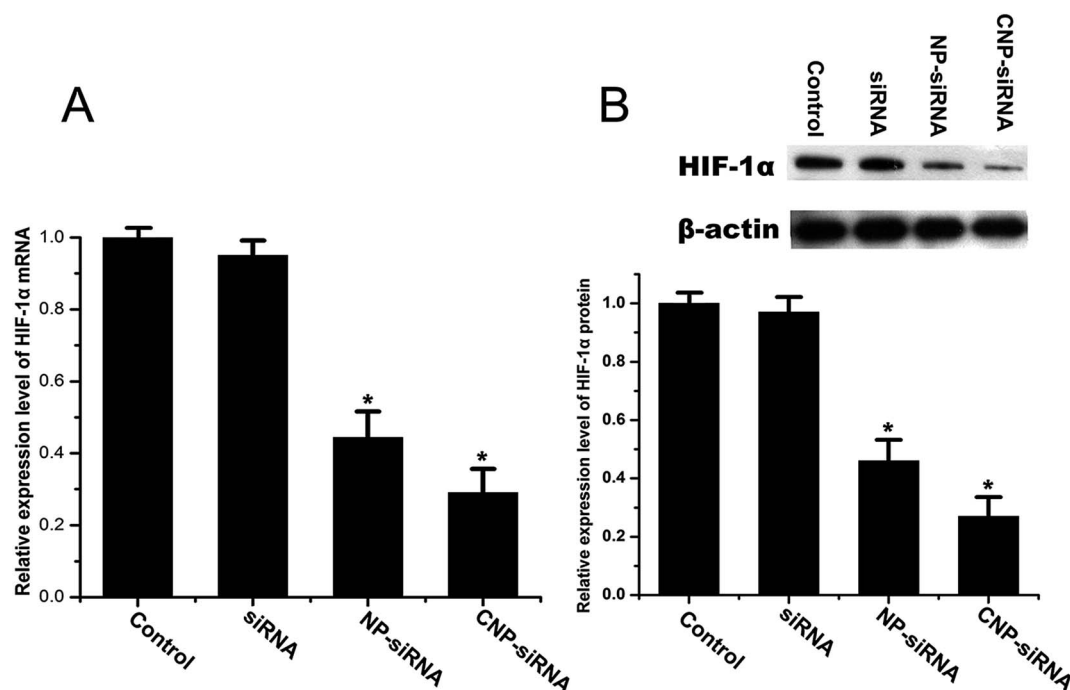 A
Relative expression level of HIF-1α mRNA
1.0
0.8
0.6
0.4
0.2
0.0
*
*
Control
siRNA
NP-siRNA
CNP-siRNA
B
Control
siRNA
NP-siRNA
CNP-siRNA
HIF-1α
β-actin
Relative expression level of HIF-1α protein
1.0
0.8
0.6
0.4
0.2
0.0
*
*
Control
siRNA
NP-siRNA
CNP-siRNA